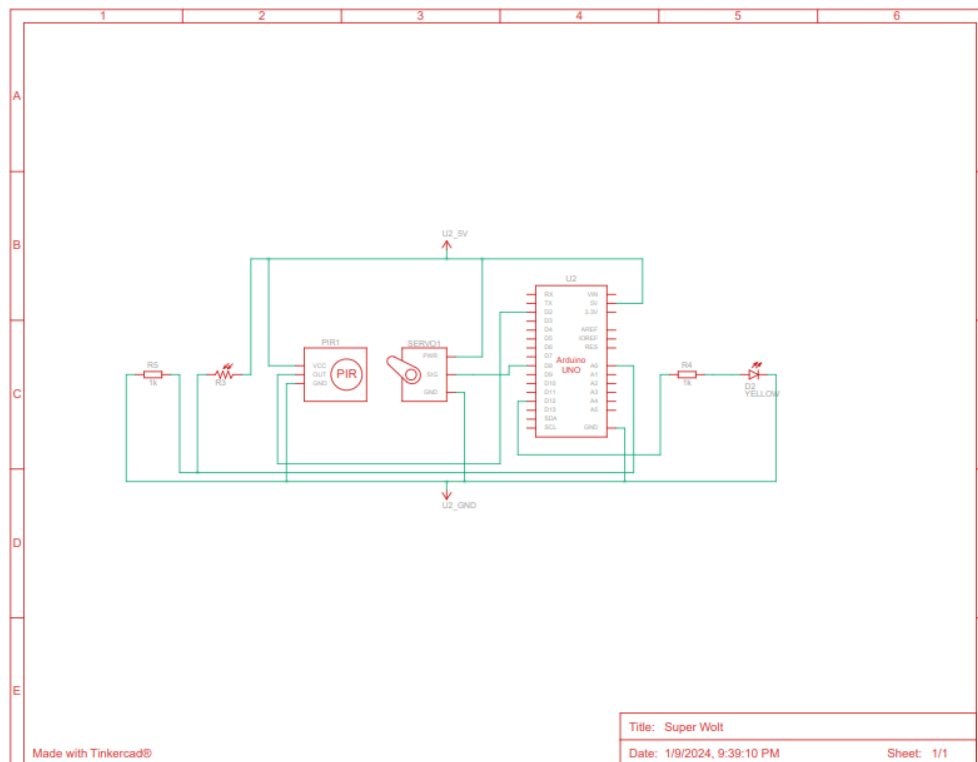 1 2 3 4 5 6
A
B
C
D
E
U2_5V
U2
RX VIN
TX 5V
D2 3.3V
D3
D4 AREF
D5 IOREF
D6 RES
D7
Arduino
UNO
D8 A0
D9 A1
D10 A2
D11 A3
D12 A4
D13 A5
SDA
SCL GND
PIR1
VCC
OUT
GND
PIR
SERVO1
PWR
SIG
GND
R5
1k
R3
R4
1k
D2
YELLOW
U2_GND
Title: Super Wolt
Made with Tinkercad®
Date: 1/9/2024, 9:39:10 PM Sheet: 1/1